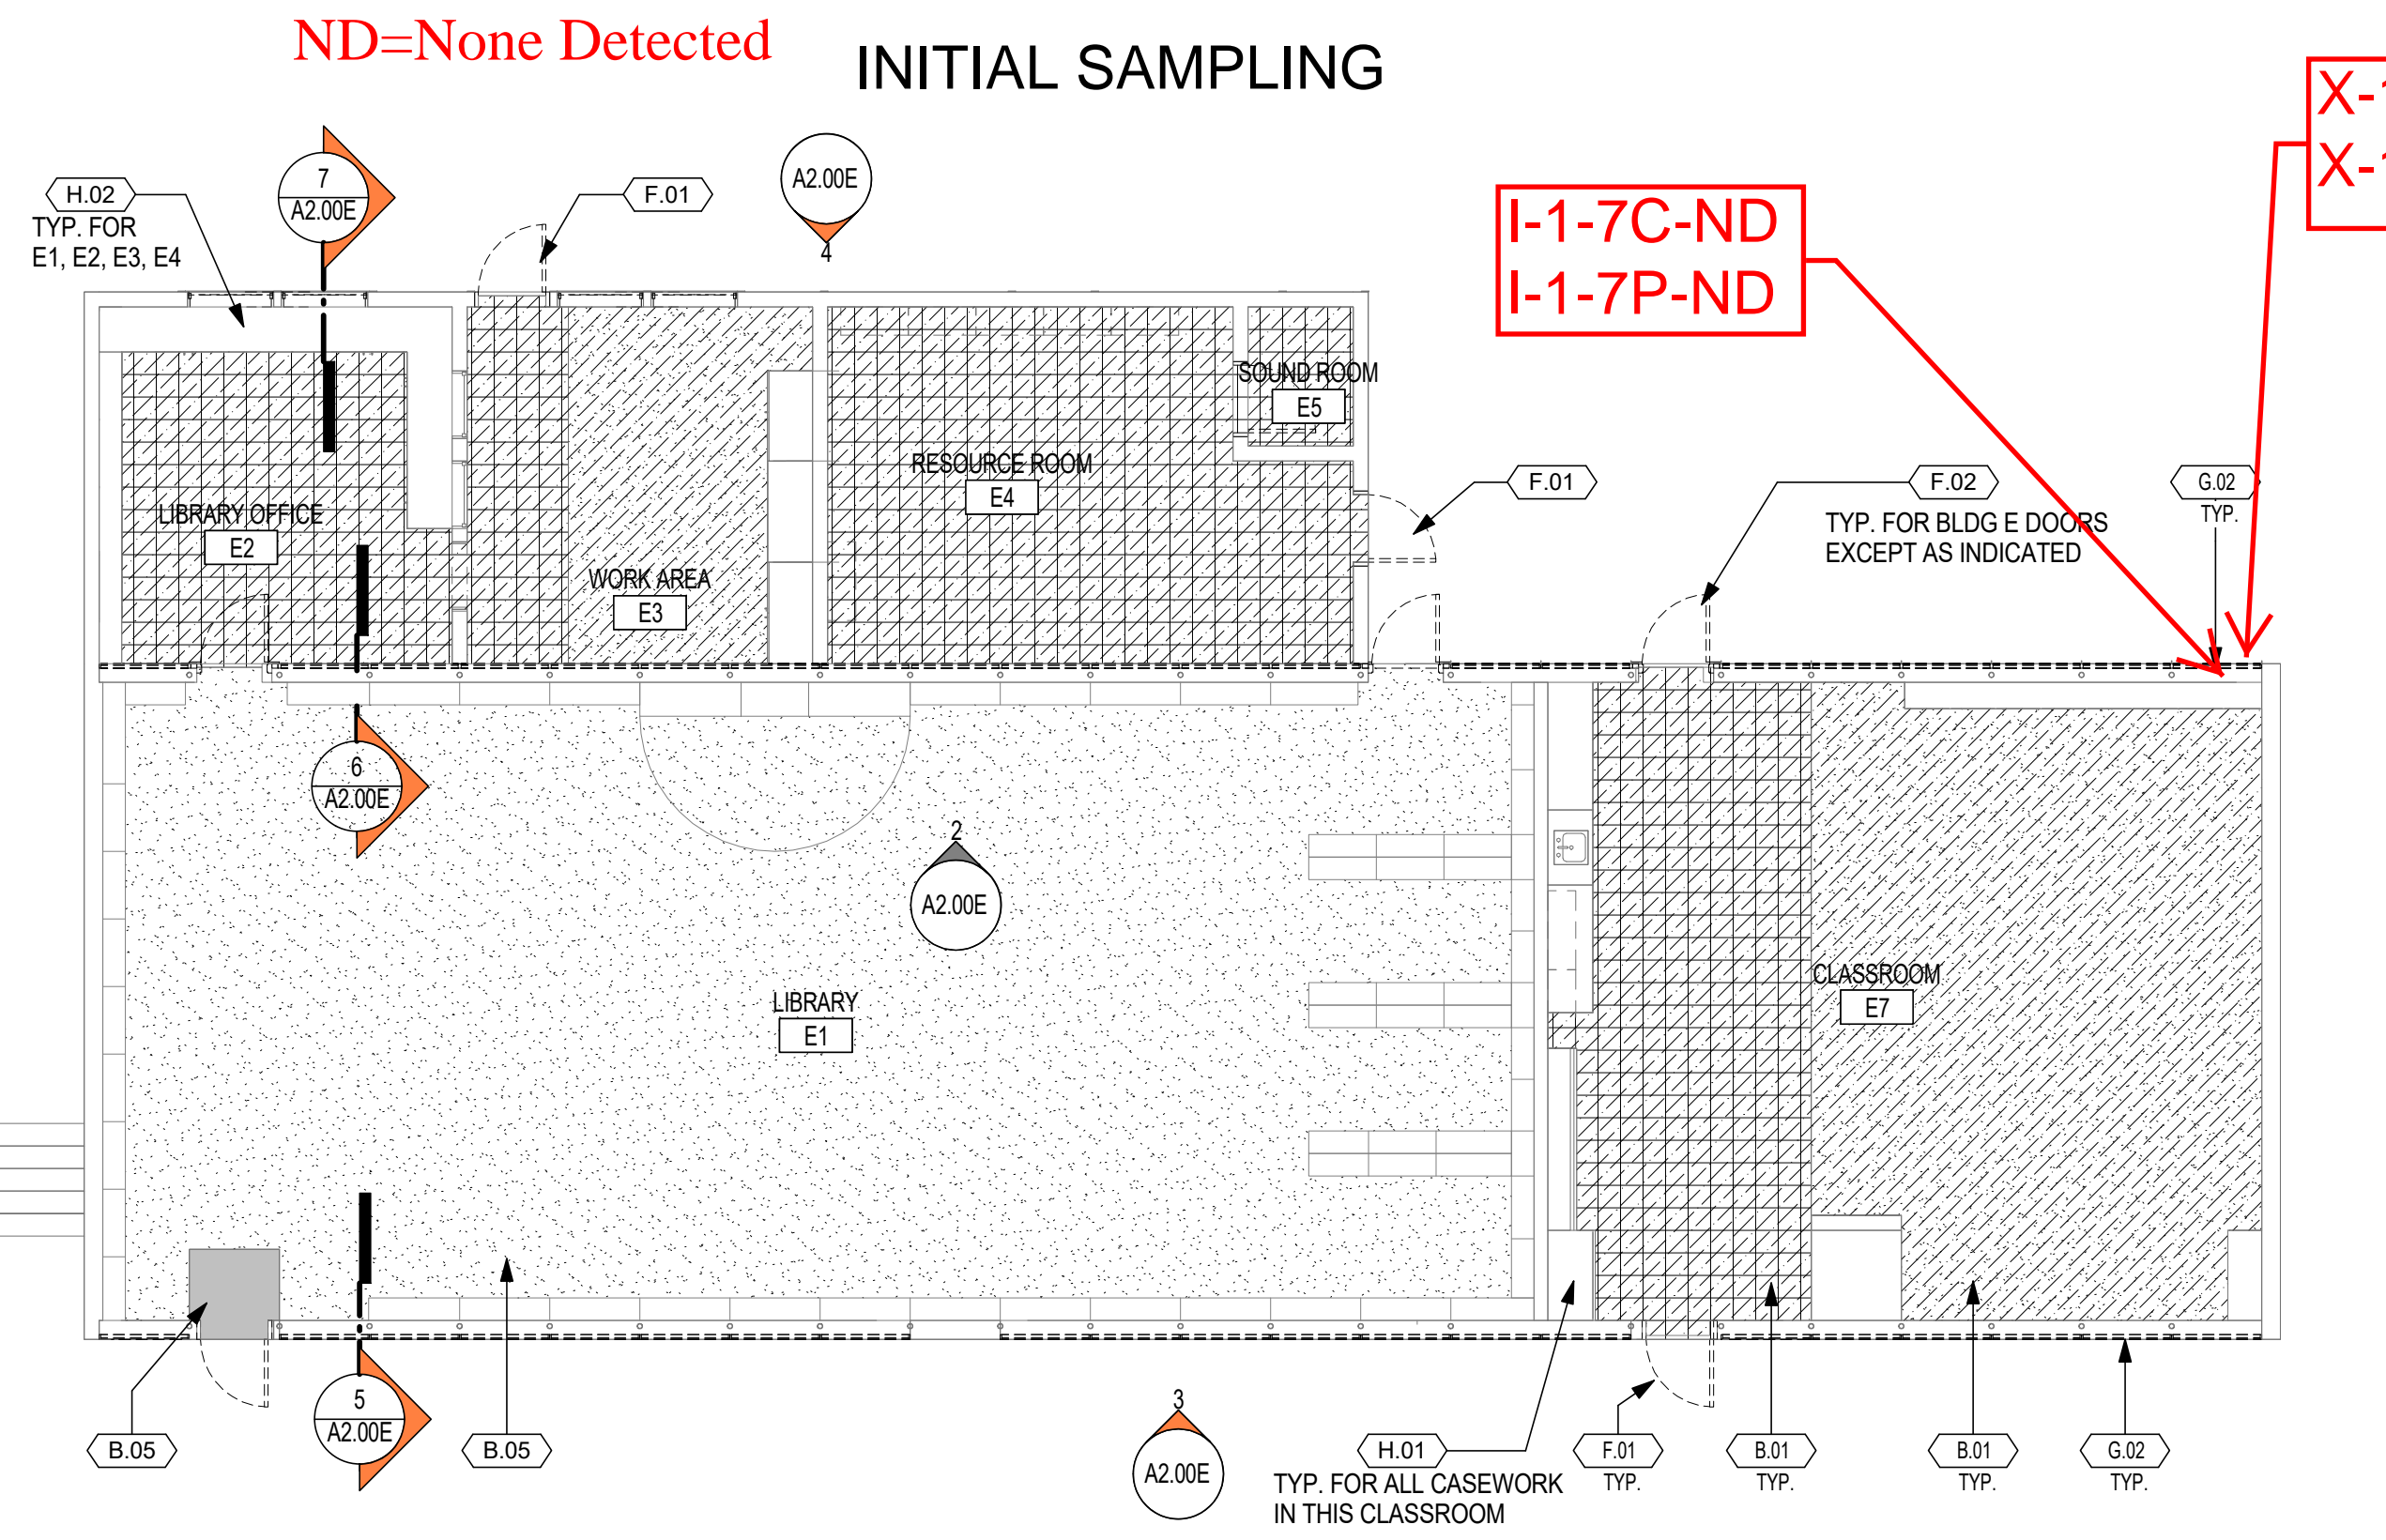 ND=None Detected
INITIAL SAMPLING
X-1
X-1
7
A2.00E
H.02
TYP. FOR
E1, E2, E3, E4
F.01
A2.00E
4
I-1-7C-ND
I-1-7P-ND
SOUND ROOM
E5
RESOURCE ROOM
E4
F.01
F.02
TYP. FOR BLDG E DOORS
EXCEPT AS INDICATED
G.02
TYP.
LIBRARY OFFICE
E2
WORK AREA
E3
6
A2.00E
2
A2.00E
CLASSROOM
E7
LIBRARY
E1
5
A2.00E
B.05
B.05
3
A2.00E
H.01
TYP. FOR ALL CASEWORK
IN THIS CLASSROOM
F.01
TYP.
B.01
TYP.
B.01
TYP.
G.02
TYP.